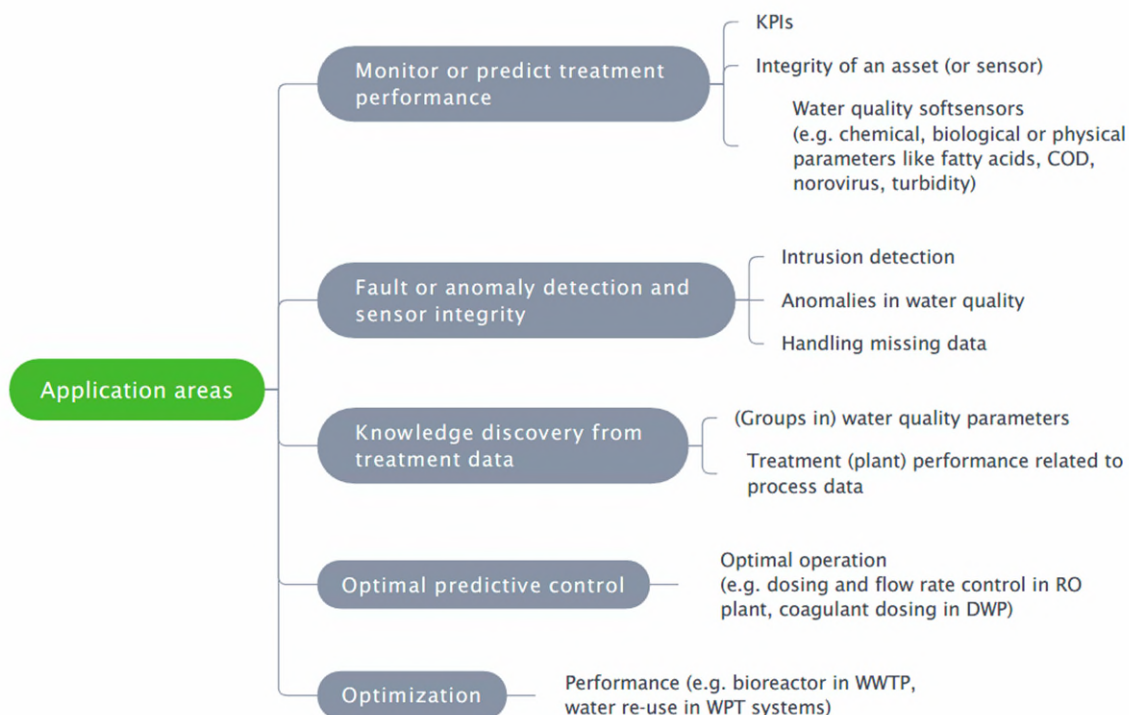 Application areas
Monitor or predict treatment
performance
KPIs
Integrity of an asset (or sensor)
Water quality softsensors
(e.g. chemical, biological or physical
parameters like fatty acids, COD,
norovirus, turbidity)
Fault or anomaly detection and
sensor integrity
Intrusion detection
Anomalies in water quality
Handling missing data
Knowledge discovery from
treatment data
(Groups in) water quality parameters
Treatment (plant) performance related to
process data
Optimal predictive control
Optimal operation
(e.g. dosing and flow rate control in RO
plant, coagulant dosing in DWP)
Optimization
Performance (e.g. bioreactor in WWTP,
water re-use in WPT systems)